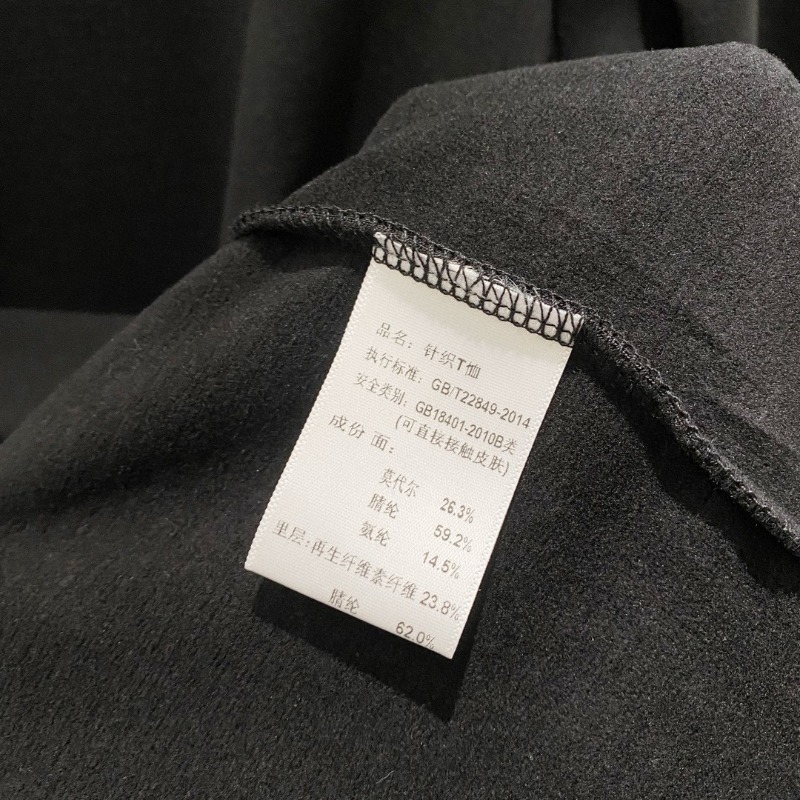 品名：针织T恤
执行标准：GB/T22849-2014
安全类别：GB18401-2010B类
(可直接接触皮肤)
成份 面：
莫代尔 26.3%
腈纶 59.2%
氨纶 14.5%
里层:再生纤维素纤维 23.8%
腈纶 62.0%